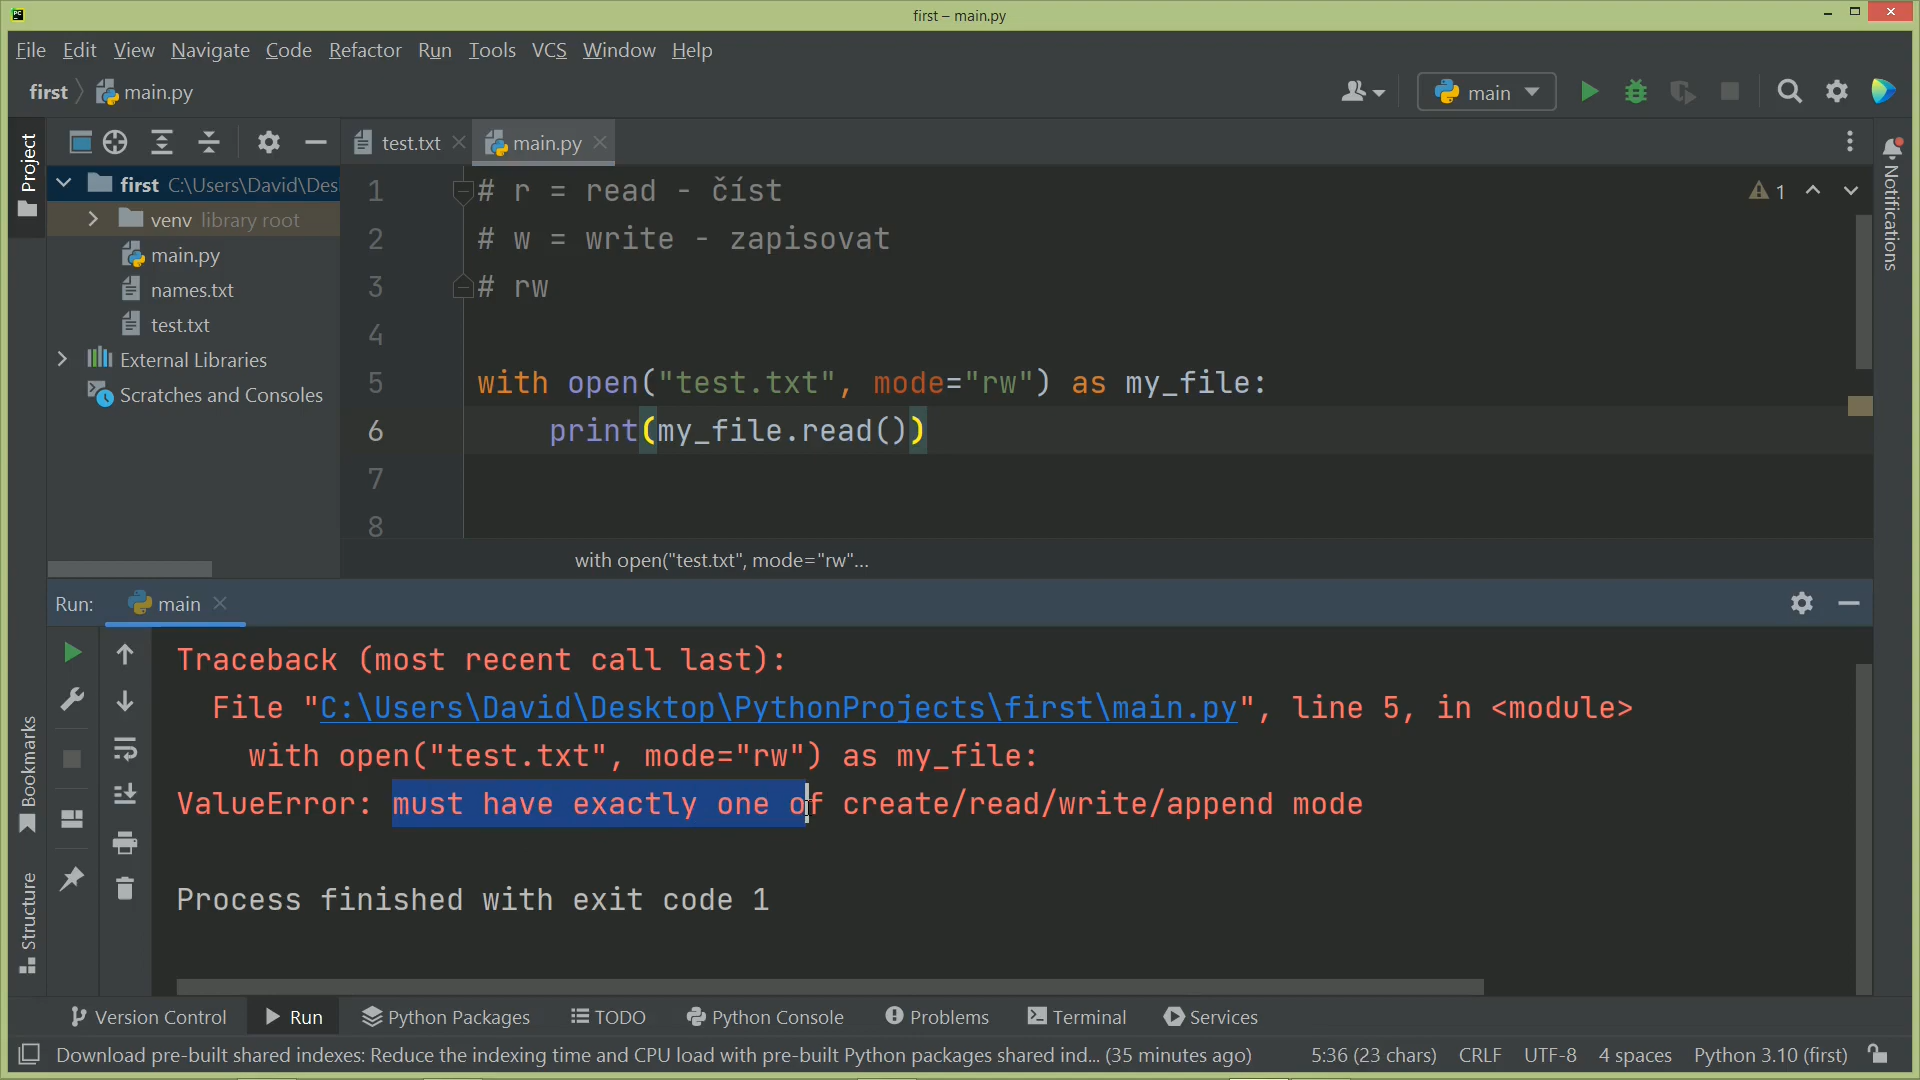 first – main.py
File Edit View Navigate Code Refactor Run Tools VCS Window Help
first main.py
main
Project
test.txt
main.py
first C:\Users\David\Des
venv library root
main.py
names.txt
test.txt
External Libraries
Scratches and Consoles
1 # r = read - číst
2 # w = write - zapisovat
3 # rw
4
5 with open("test.txt", mode="rw") as my_file:
6 print(my_file.read())
7
8
1
Notifications
with open("test.txt", mode="rw"...
Run: main
Traceback (most recent call last):
File "C:\Users\David\Desktop\PythonProjects\first\main.py", line 5, in <module>
with open("test.txt", mode="rw") as my_file:
ValueError: must have exactly one of create/read/write/append mode
Process finished with exit code 1
Bookmarks
Structure
Version Control Run Python Packages TODO Python Console Problems Terminal Services
Download pre-built shared indexes: Reduce the indexing time and CPU load with pre-built Python packages shared ind... (35 minutes ago) 5:36 (23 chars) CRLF UTF-8 4 spaces Python 3.10 (first)